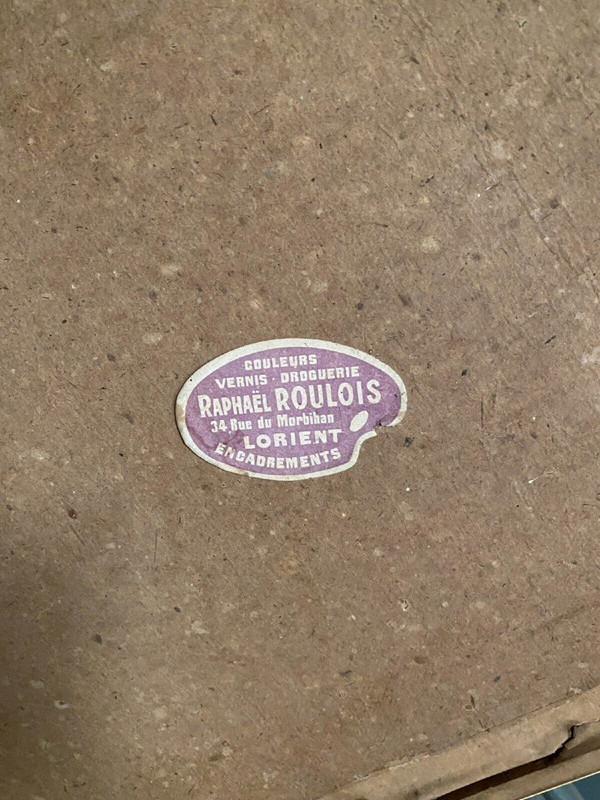 COULEURS
VERNIS · DROGUERIE
RAPHAËL ROULOIS
34 Rue du Morbihan
LORIENT
ENCADREMENTS